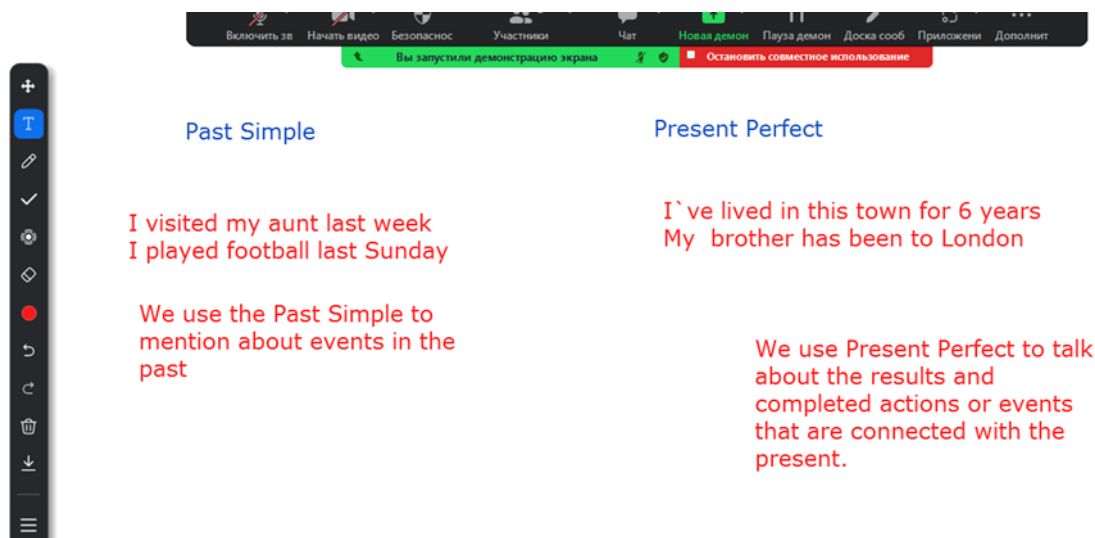 Включить зв Начать видео Безопаснос Участники Чат Новая демон Пауза демон Доска сооб Приложени Дополнит
Вы запустили демонстрацию экрана Остановить совместное использование
T
Past Simple
Present Perfect
I visited my aunt last week
I played football last Sunday
I`ve lived in this town for 6 years
My brother has been to London
We use the Past Simple to
mention about events in the
past
We use Present Perfect to talk
about the results and
completed actions or events
that are connected with the
present.